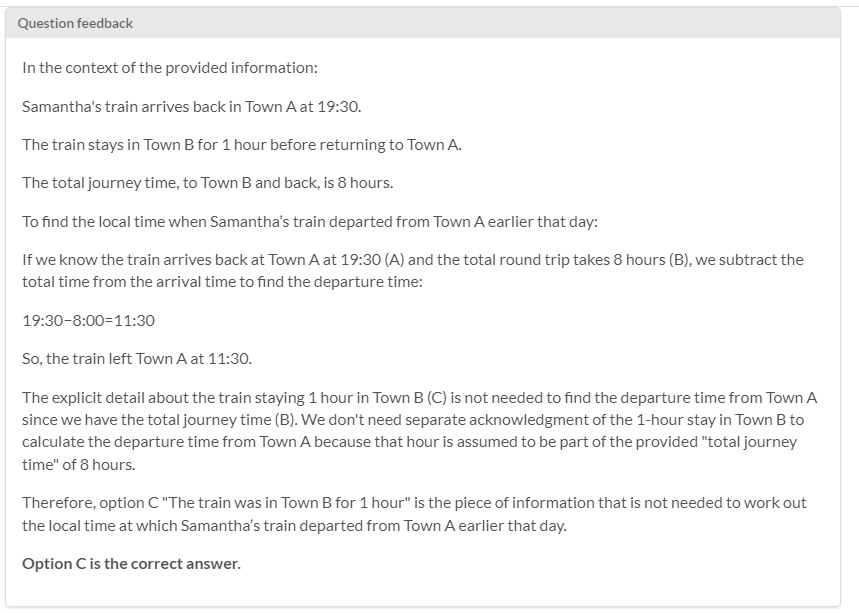 Question feedback
In the context of the provided information:
Samantha's train arrives back in Town A at 19:30.
The train stays in Town B for 1 hour before returning to Town A.
The total journey time, to Town B and back, is 8 hours.
To find the local time when Samantha’s train departed from Town A earlier that day:
If we know the train arrives back at Town A at 19:30 (A) and the total round trip takes 8 hours (B), we subtract the
total time from the arrival time to find the departure time:
19:30−8:00=11:30
So, the train left Town A at 11:30.
The explicit detail about the train staying 1 hour in Town B (C) is not needed to find the departure time from Town A
since we have the total journey time (B). We don't need separate acknowledgment of the 1-hour stay in Town B to
calculate the departure time from Town A because that hour is assumed to be part of the provided "total journey
time" of 8 hours.
Therefore, option C "The train was in Town B for 1 hour" is the piece of information that is not needed to work out
the local time at which Samantha’s train departed from Town A earlier that day.
Option C is the correct answer.